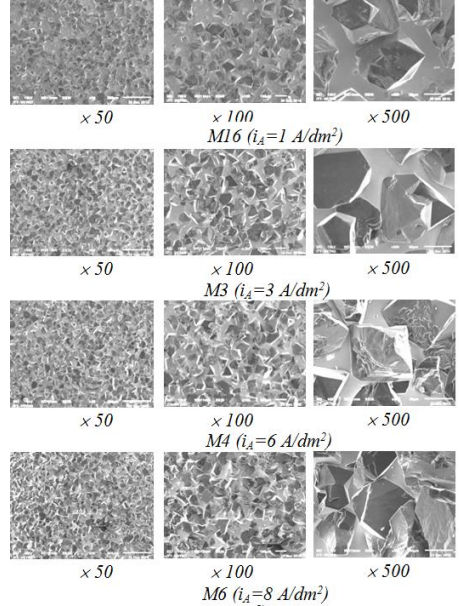 × 50 × 100 × 500
M16 (iA=1 A/dm²)
× 50 × 100 × 500
M3 (iA=3 A/dm²)
× 50 × 100 × 500
M4 (iA=6 A/dm²)
× 50 × 100 × 500
M6 (iA=8 A/dm²)